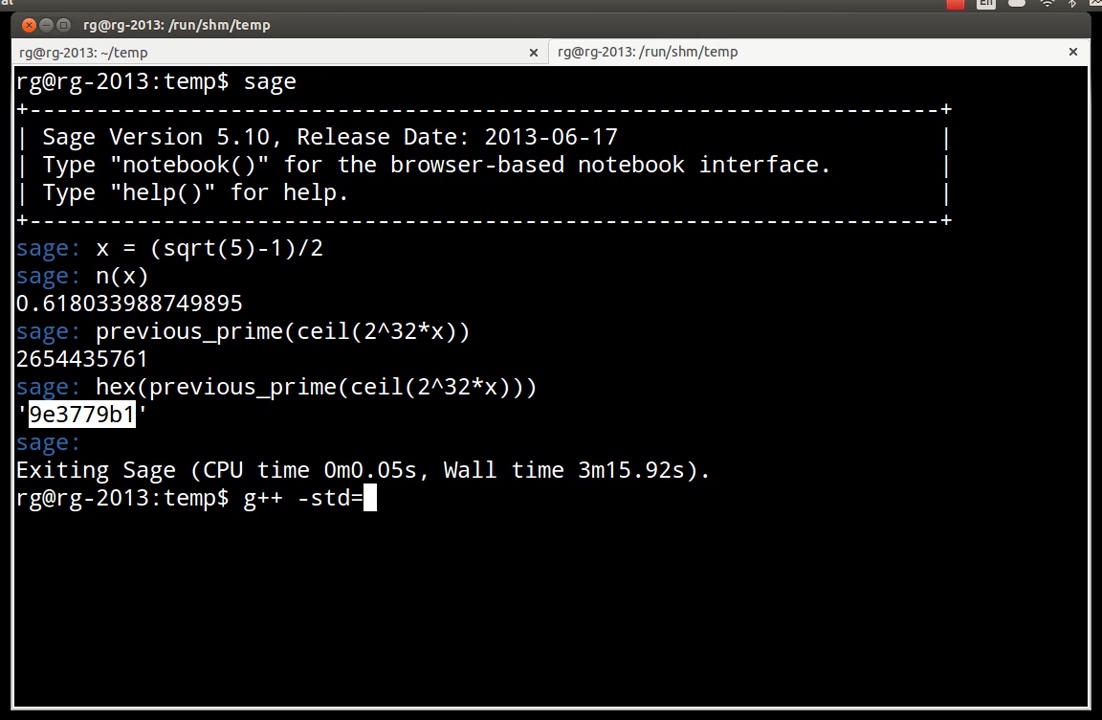 at
En
rg@rg-2013: /run/shm/temp
rg@rg-2013: ~/temp
rg@rg-2013: /run/shm/temp
rg@rg-2013:temp$ sage
+--------------------------------------------------------------------+
| Sage Version 5.10, Release Date: 2013-06-17                        |
| Type "notebook()" for the browser-based notebook interface.        |
| Type "help()" for help.                                            |
+--------------------------------------------------------------------+
sage: x = (sqrt(5)-1)/2
sage: n(x)
0.618033988749895
sage: previous_prime(ceil(2^32*x))
2654435761
sage: hex(previous_prime(ceil(2^32*x)))
'9e3779b1'
sage:
Exiting Sage (CPU time 0m0.05s, Wall time 3m15.92s).
rg@rg-2013:temp$ g++ -std=